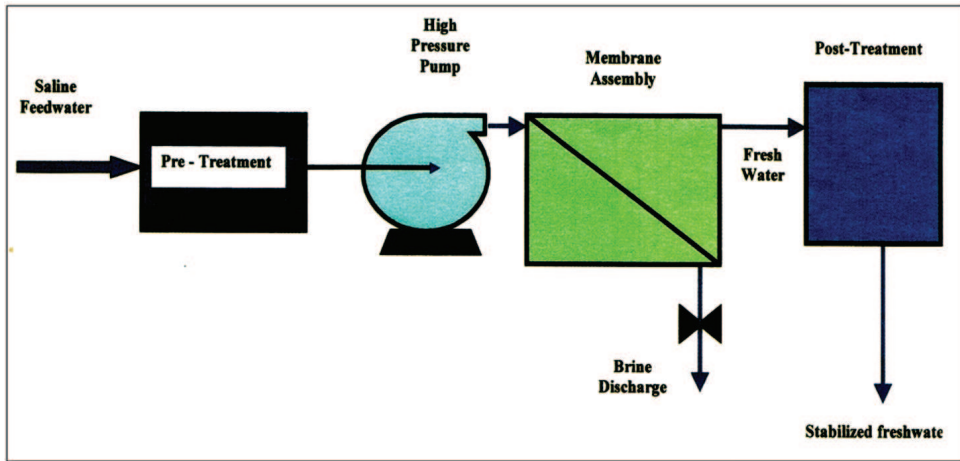 High
Pressure
Pump
Post-Treatment
Membrane
Assembly
Saline
Feedwater
Pre - Treatment
Fresh
Water
Brine
Discharge
Stabilized freshwate